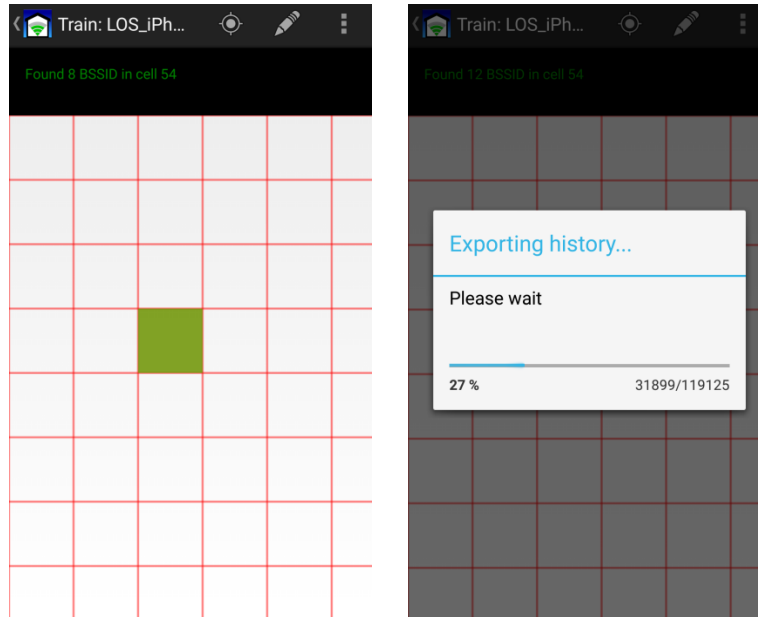 Train: LOS_iPh...
Found 8 BSSID in cell 54
Train: LOS_iPh...
Found 12 BSSID in cell 54
Exporting history...
Please wait
27 %
31899/119125